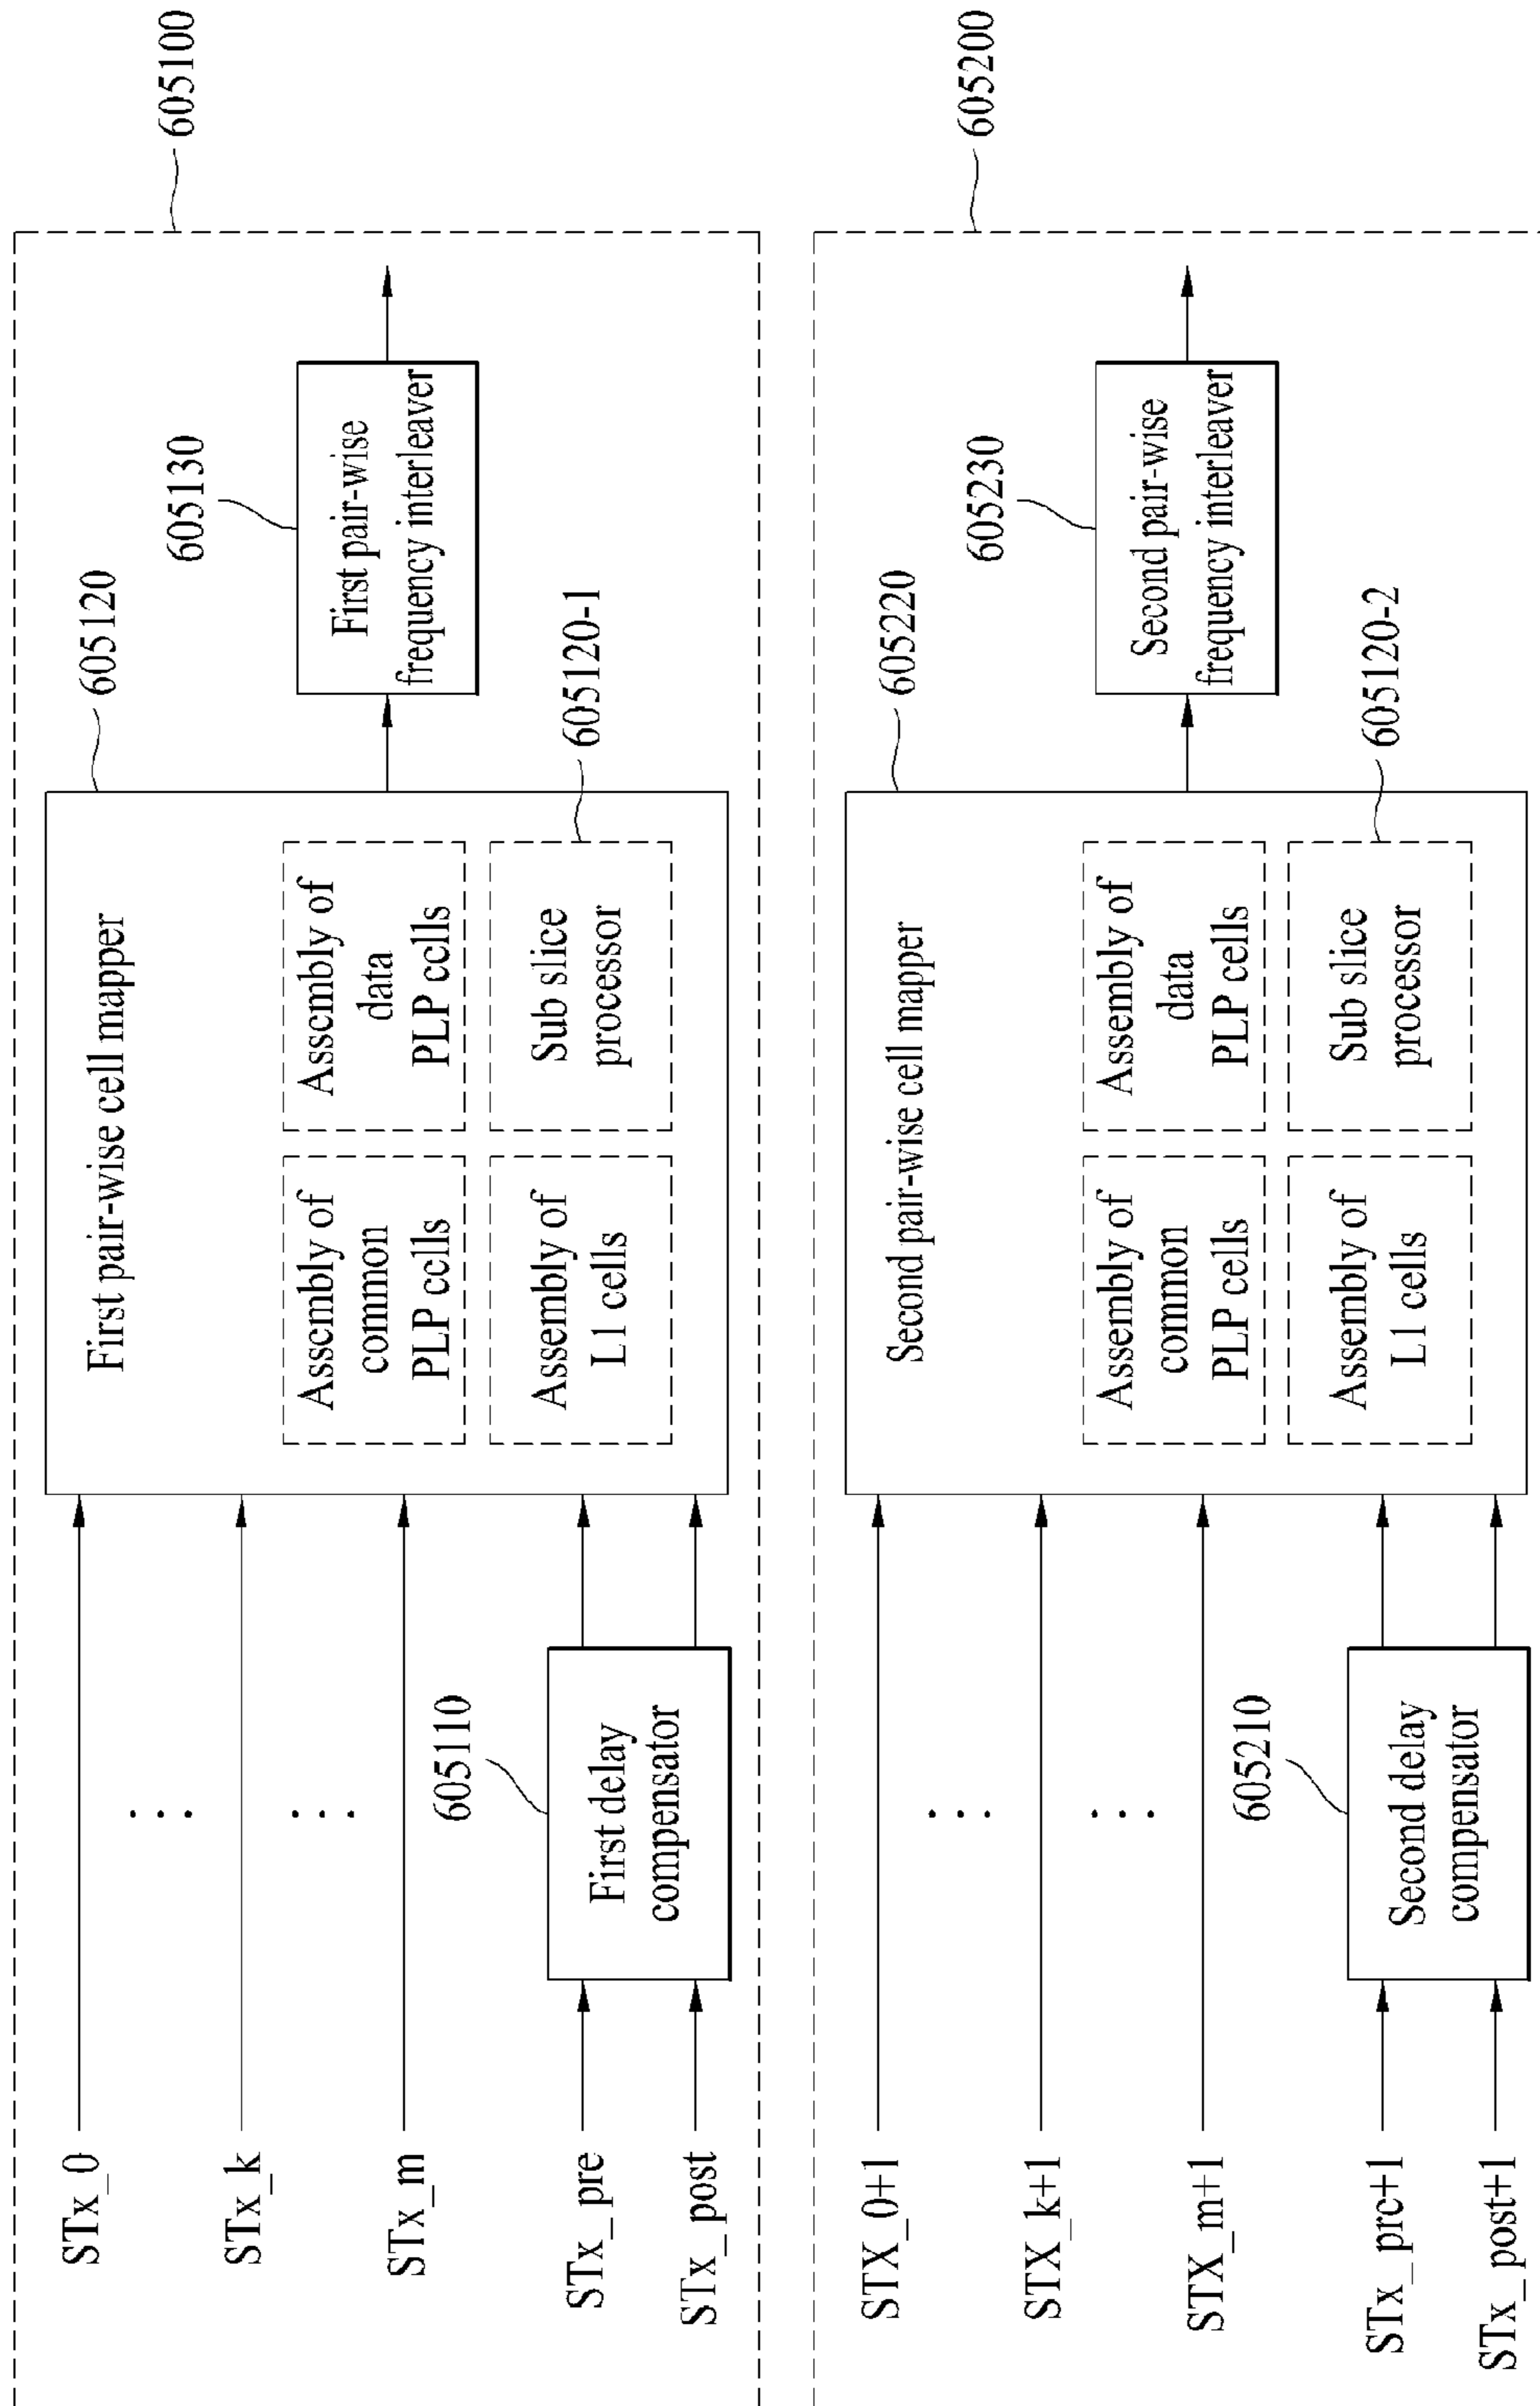 605100
STx_0
STx_k
STx_m
STx_pre
STx_post
605110
First delay
compensator
605120
First pair-wise cell mapper
Assembly of
common
PLP cells
Assembly of
data
PLP cells
Assembly of
L1 cells
Sub slice
processor
605120-1
605130
First pair-wise
frequency interleaver
605200
STX_0+1
STX_k+1
STX_m+1
STx_pre+1
STx_post+1
605210
Second delay
compensator
605220
Second pair-wise cell mapper
Assembly of
common
PLP cells
Assembly of
data
PLP cells
Assembly of
L1 cells
Sub slice
processor
605120-2
605230
Second pair-wise
frequency interleaver